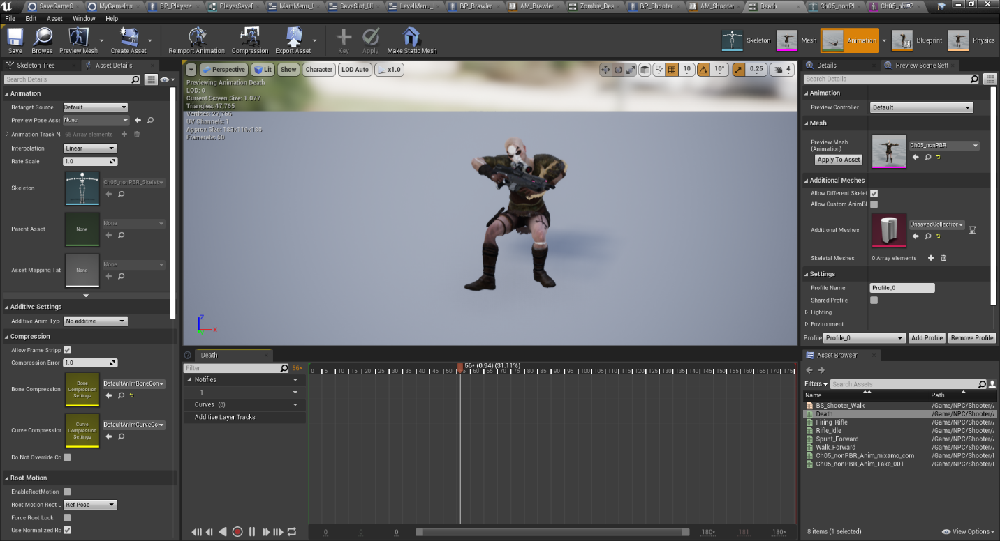 SaveGameO
MyGameInst
BP_Player*
PlayerSaveD
MainMenu_U
SaveSlot_UI
LevelMenu_
BP_Brawler
AM_Brawler
Zombie_Dea
BP_Shooter
AM_Shooter
Death
Ch05_nonPI
File Edit Asset Window Help
Save
Browse
Preview Mesh
Create Asset
Reimport Animation
Compression
Export Asset
Key
Apply
Make Static Mesh
Skeleton
Mesh
Animation
Blueprint
Physics
Skeleton Tree
Asset Details
Search Details
Animation
Retarget Source Default
Preview Pose Asse None
Animation Track N 65 Array elements
Interpolation Linear
Rate Scale 1.0
Skeleton Ch05_nonPBR_Skelet
Parent Asset None None
Asset Mapping Tab None None
Additive Settings
Additive Anim Typ No additive
Compression
Allow Frame Stripp
Compression Error 1.0
Bone Compression Bone Compression Settings DefaultAnimBoneCon
Curve Compression Curve Compression Settings DefaultAnimCurveCo
Do Not Override Co
Root Motion
EnableRootMotion
Root Motion Root L Ref Pose
Force Root Lock
Use Normalized Ro
Perspective Lit Show Character LOD Auto x1.0
10 10° 0.25 4
Previewing Animation Death
LOD: 0
Current Screen Size: 1.077
Triangles: 47,765
Vertices: 27,766
UV Channels: 1
Approx Size: 183x116x185
Framerate: 60
Z
X
Death
Filter 56*
56* (0.94) (31.11%)
0 5 10 15 20 25 30 35 40 45 50 55 60 65 70 75 80 85 90 95 100 105 110 115 120 125 130 135 140 145 150 155 160 165 170 175
Notifies
1
Curves (0)
Additive Layer Tracks
0 0 0 180* 181 180*
Details
Preview Scene Sett
Search Details
Animation
Preview Controller Default
Mesh
Preview Mesh
(Animation)
Ch05_nonPBR
Apply To Asset
Additional Meshes
Allow Different Skelet
Allow Custom AnimBl
Additional Meshes UnsavedCollection
Skeletal Meshes 0 Array elements
Settings
Profile Name Profile_0
Shared Profile
Lighting
Environment
Profile Profile_0 Add Profile Remove Profile
Asset Browser
Filters Search Assets
Name Path
BS_Shooter_Walk /Game/NPC/Shooter/A
Death /Game/NPC/Shooter/A
Firing_Rifle /Game/NPC/Shooter/A
Rifle_Idle /Game/NPC/Shooter/A
Sprint_Forward /Game/NPC/Shooter/A
Walk_Forward /Game/NPC/Shooter/A
Ch05_nonPBR_Anim_mixamo_com /Game/NPC/Shooter/M
Ch05_nonPBR_Anim_Take_001 /Game/NPC/Shooter/M
8 items (1 selected) View Options